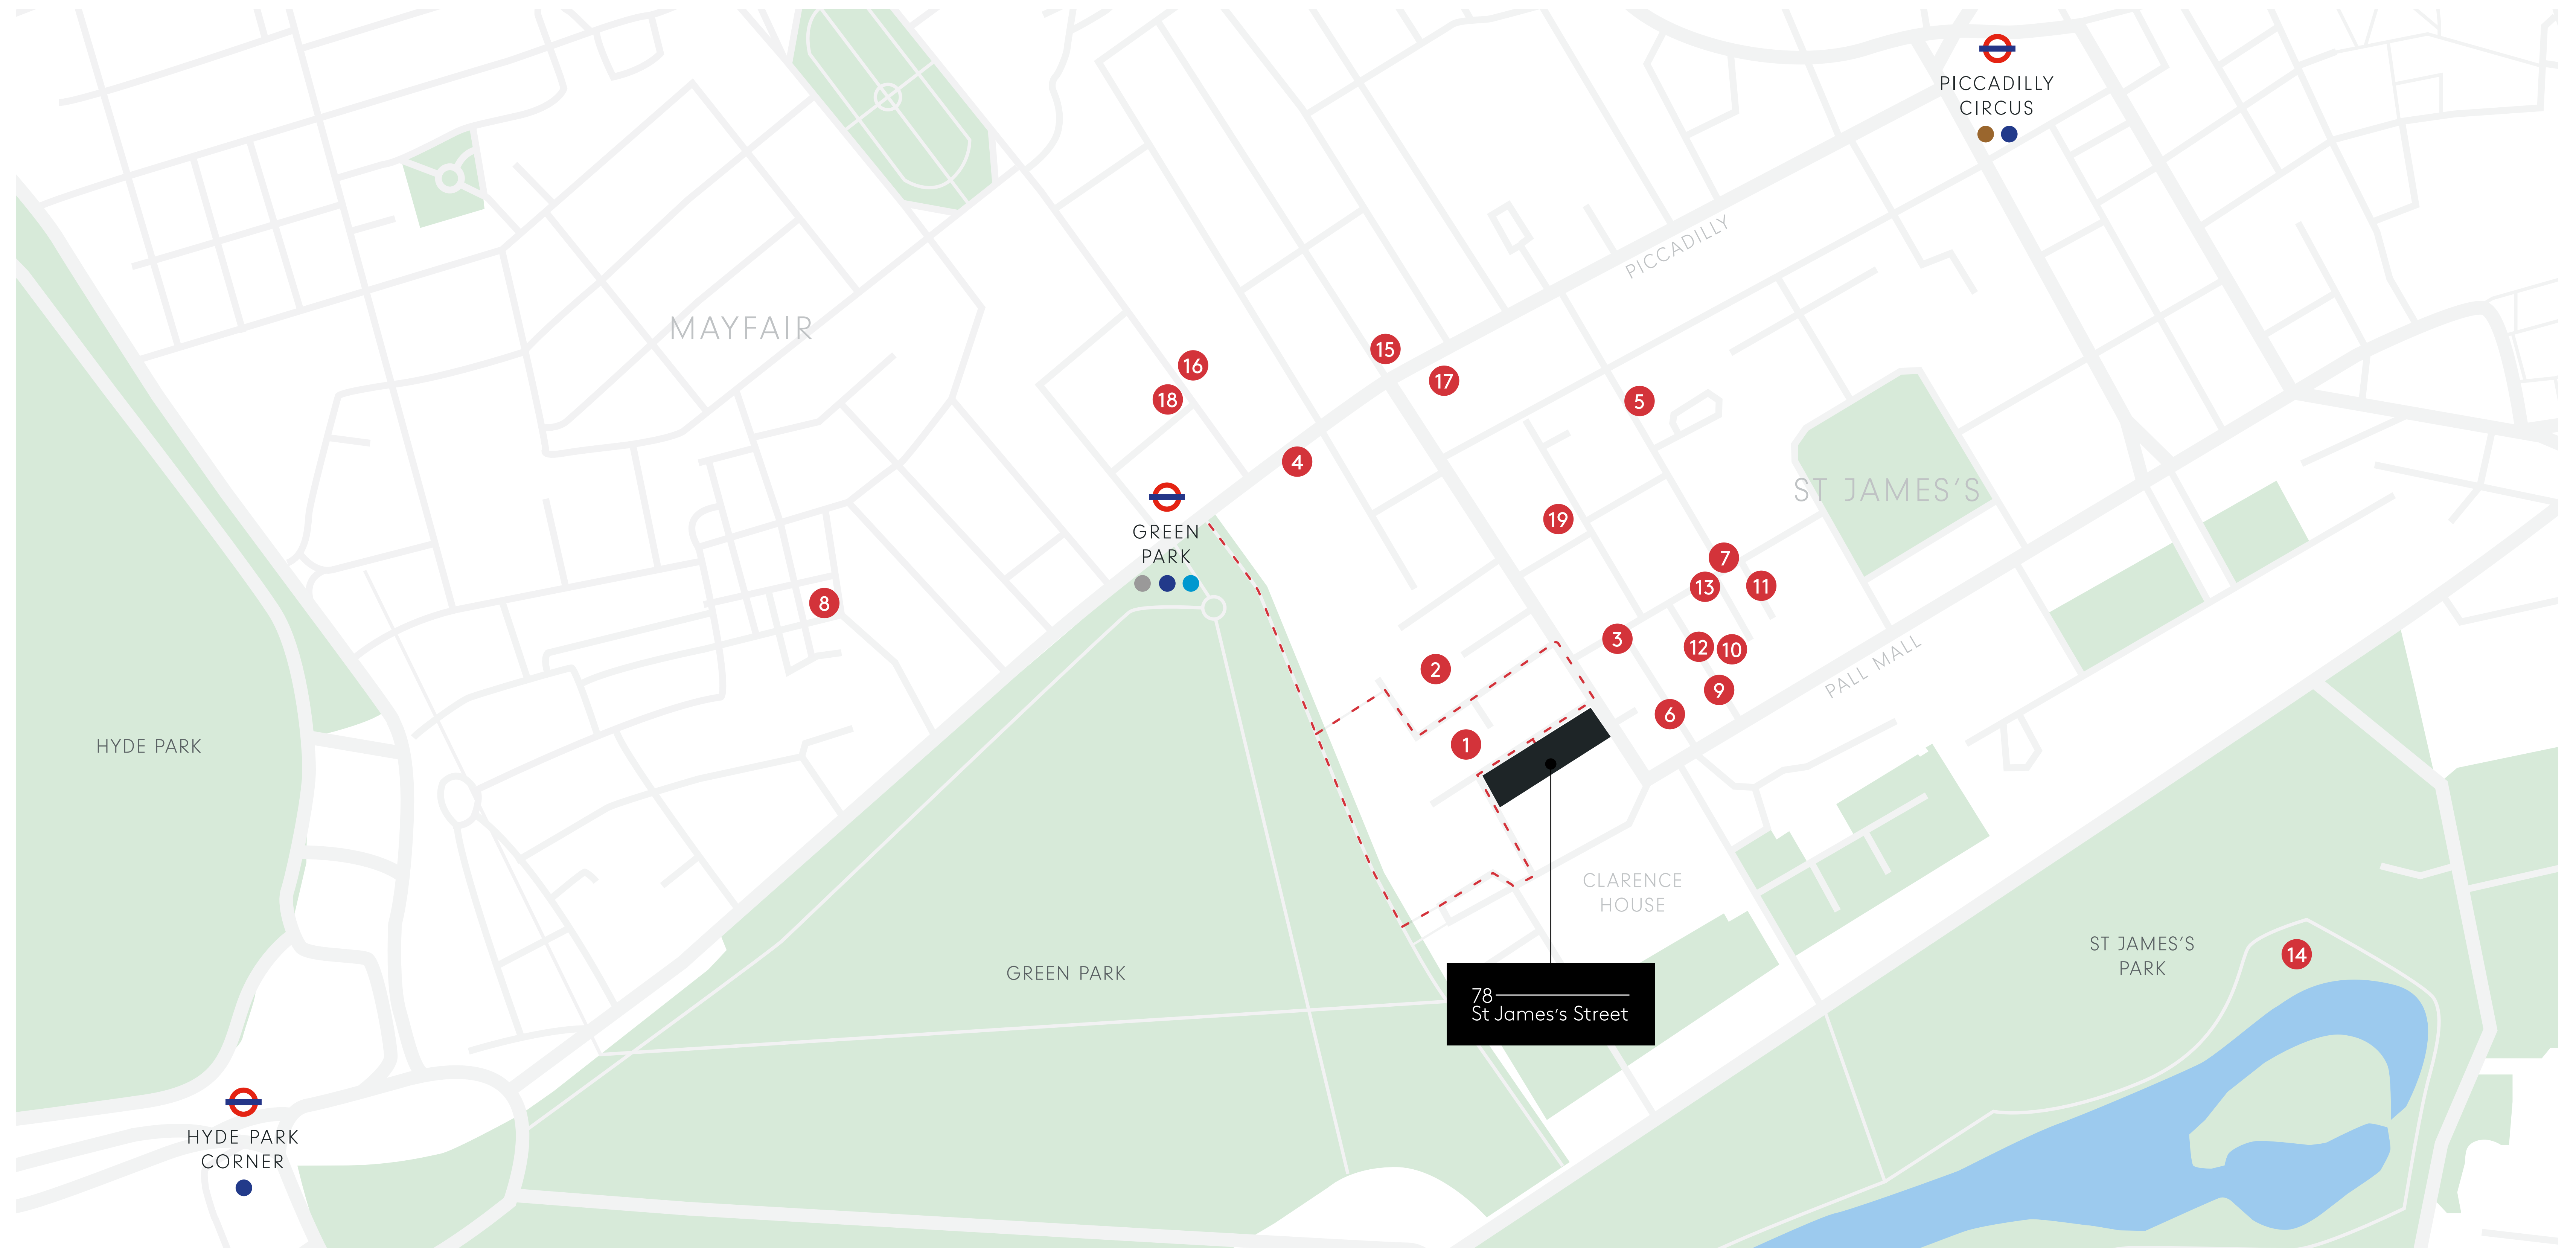 PICCADILLY
CIRCUS
PICCADILLY
MAYFAIR
16
15
18
17
5
4
ST JAMES'S
GREEN
PARK
19
7
13
11
8
3
12
10
2
9
PALL MALL
6
1
HYDE PARK
CLARENCE
HOUSE
ST JAMES'S
PARK
14
GREEN PARK
78
St James's Street
HYDE PARK
CORNER